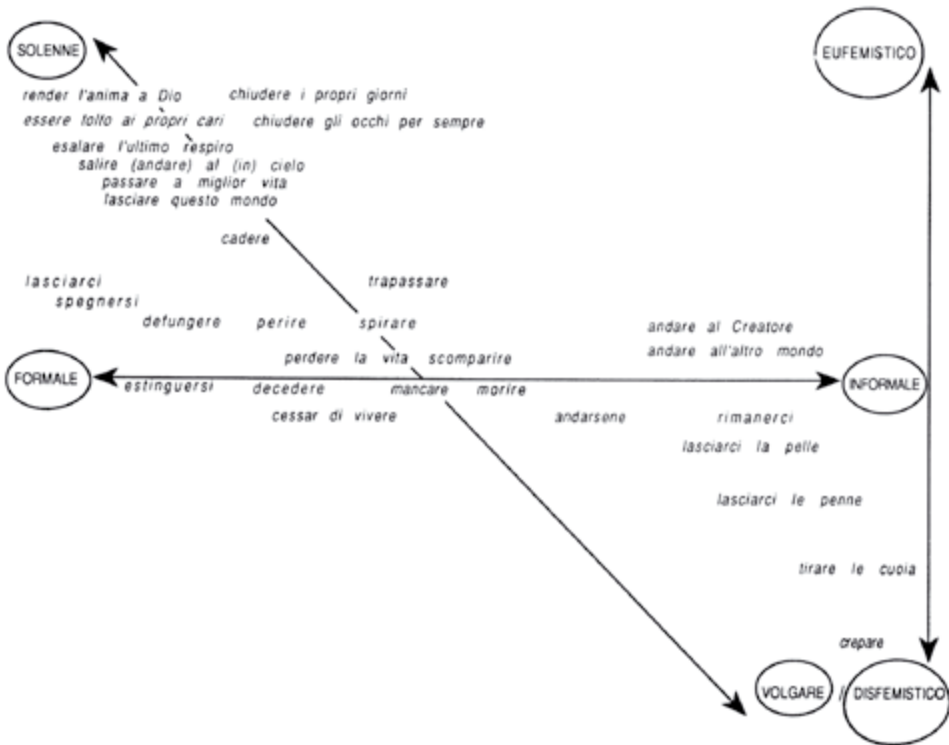 SOLENNE
EUFEMISTICO
render l'anima a Dio chiudere i propri giorni
essere tolto ai propri cari chiudere gli occhi per sempre
esalare l'ultimo respiro
salire (andare) al (in) cielo
passare a miglior vita
lasciare questo mondo
cadere
lasciarci trapassare
spegnersi
defungere perire spirare
andare al Creatore
perdere la vita scomparire andare all'altro mondo
FORMALE INFORMALE
estinguersi decedere mancare morire
cessar di vivere andarsene rimanerci
lasciarci la pelle
lasciarci le penne
tirare le cuoia
crepare
VOLGARE / DISFEMISTICO